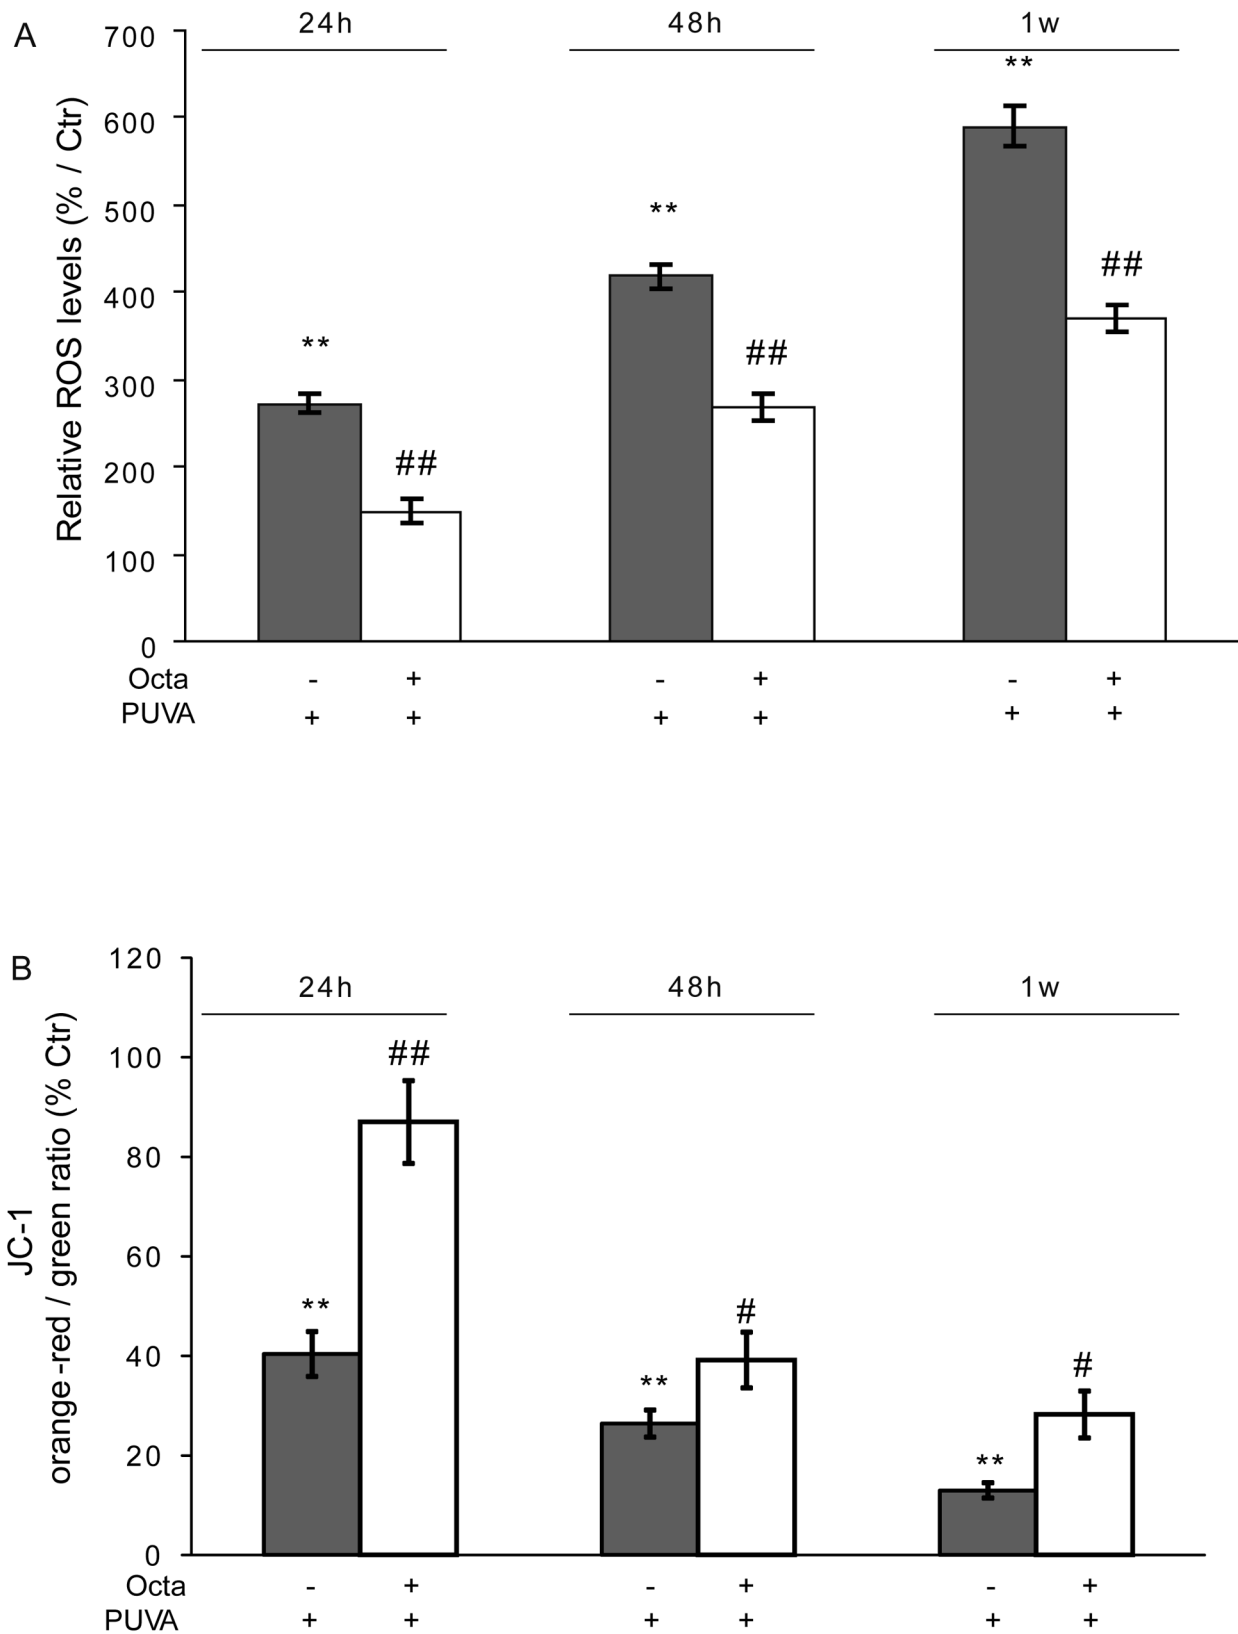 A
24h 48h 1w
Relative ROS levels (% / Ctr)
700
600
500
400
300
200
100
0
** ## ** ## ** ##
Octa - + - + - +
PUVA + + + + + +
B
24h 48h 1w
JC-1
orange-red / green ratio (% Ctr)
120
100
80
60
40
20
0
** ## ** # ** #
Octa - + - + - +
PUVA + + + + + +